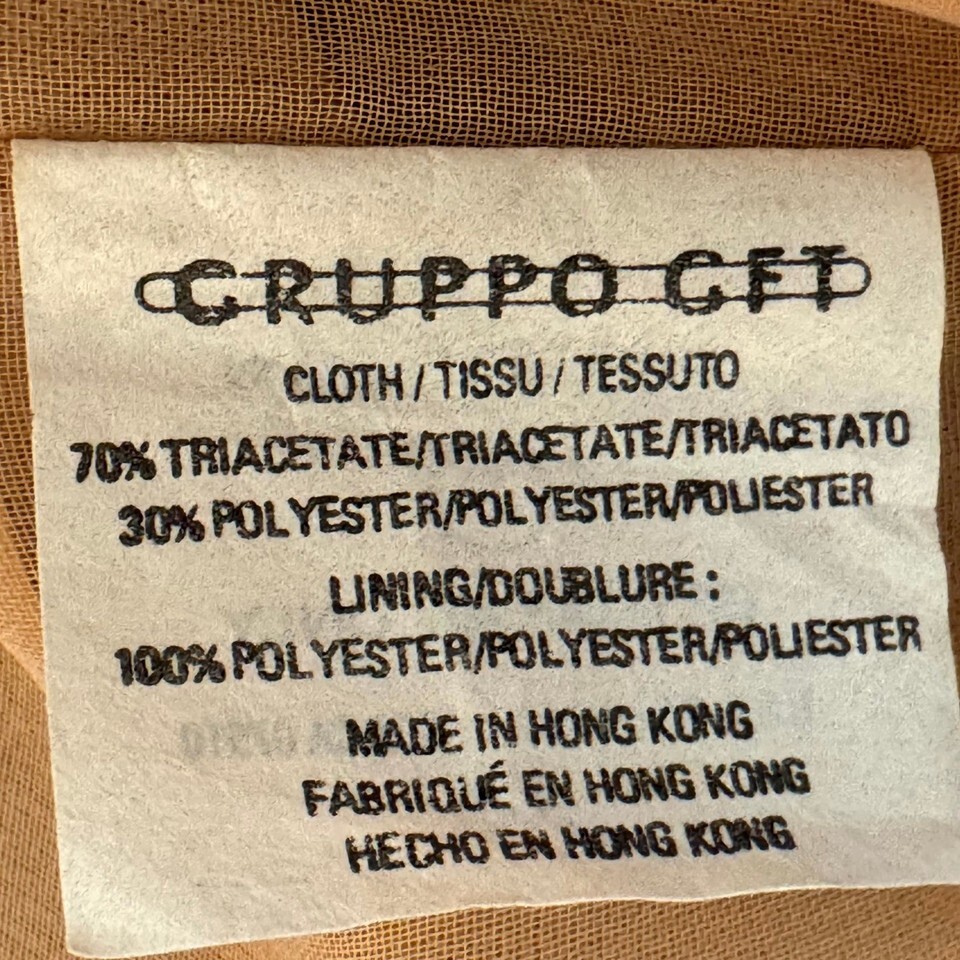 GRUPPO GFT
CLOTH / TISSU / TESSUTO
70% TRIACETATE/TRIACETATE/TRIACETATO
30% POLYESTER/POLYESTER/POLIESTER
LINING/DOUBLURE :
100% POLYESTER/POLYESTER/POLIESTER
MADE IN HONG KONG
FABRIQUÉ EN HONG KONG
HECHO EN HONG KONG